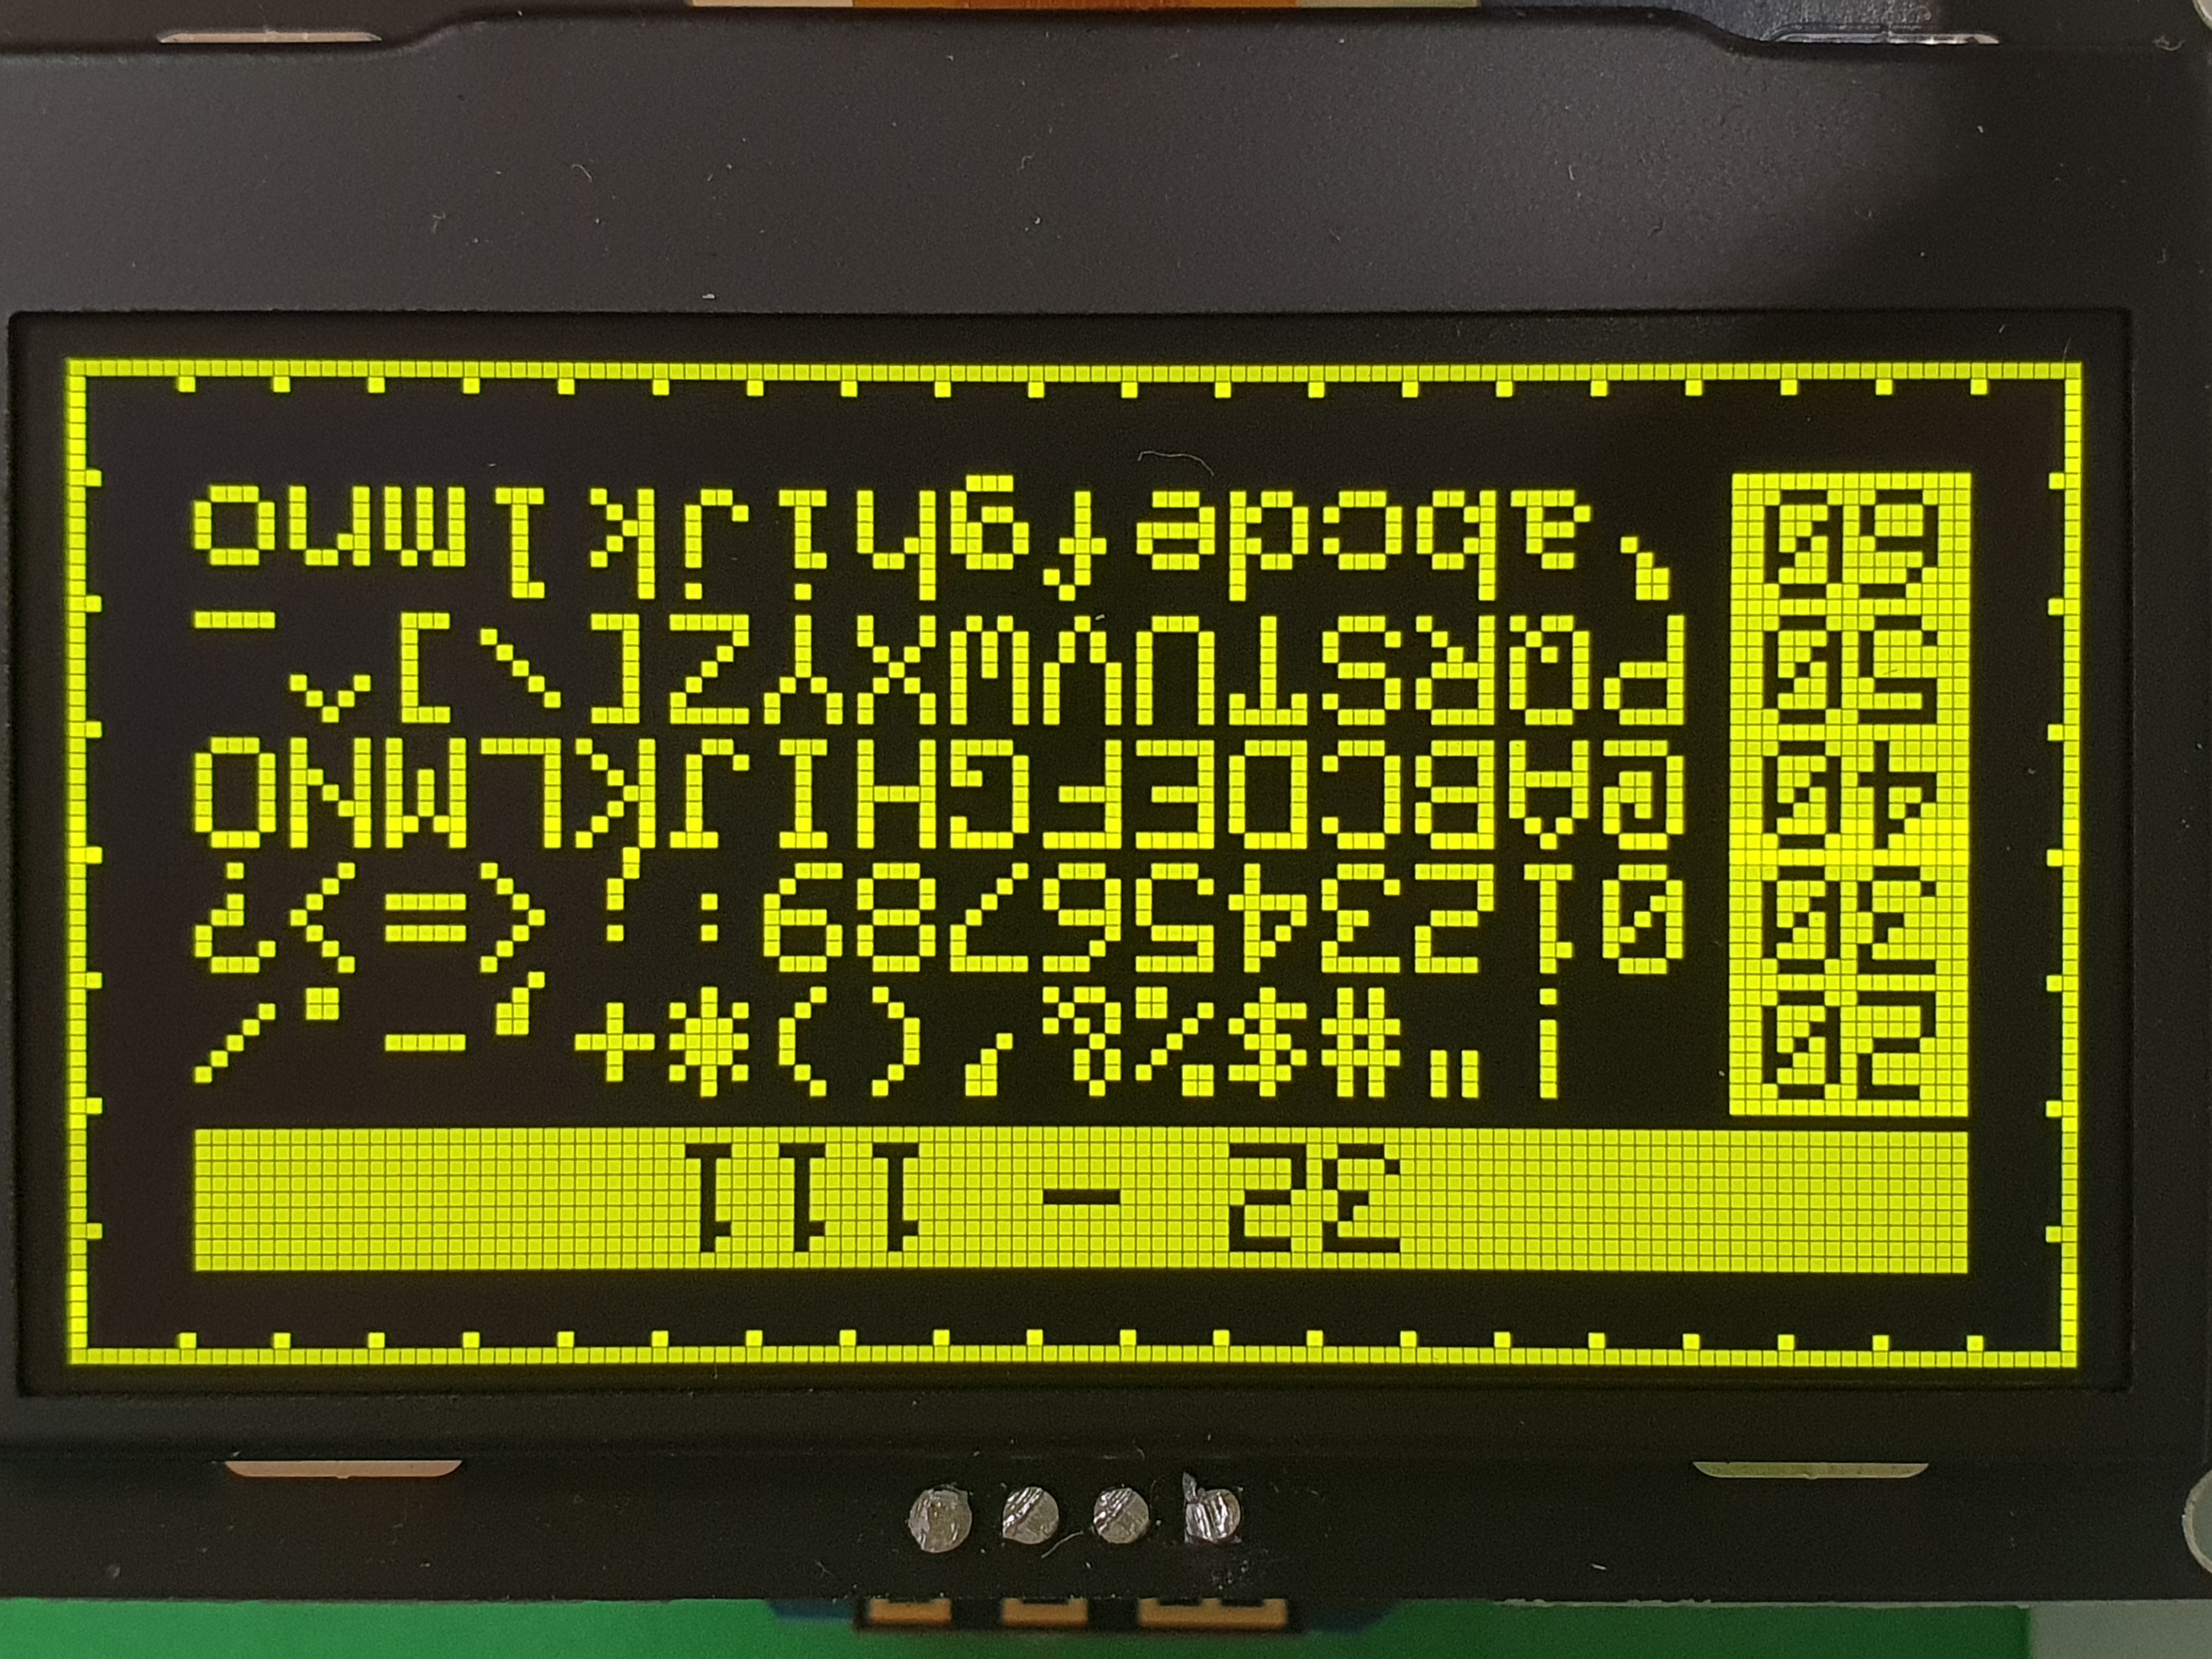 32 - 111
20 !"#$%&'()*+,-./
30 0123456789:;<=>?
40 @ABCDEFGHIJKLMNO
50 PQRSTUVWXYZ[\]^_
60 `abcdefghijklmno